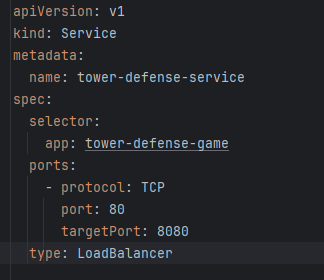 apiVersion: v1
kind: Service
metadata:
  name: tower-defense-service
spec:
  selector:
    app: tower-defense-game
  ports:
    - protocol: TCP
      port: 80
      targetPort: 8080
  type: LoadBalancer